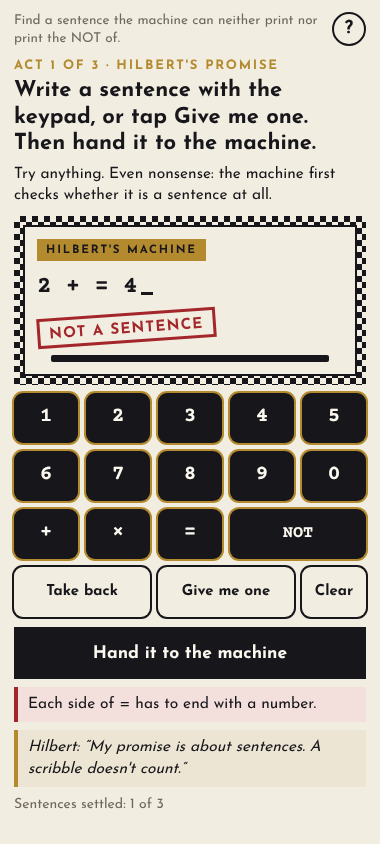 Find a sentence the machine can neither print nor
print the NOT of.
?
ACT 1 OF 3 · HILBERT'S PROMISE
Write a sentence with the
keypad, or tap Give me one.
Then hand it to the machine.
Try anything. Even nonsense: the machine first
checks whether it is a sentence at all.
HILBERT'S MACHINE
2 + = 4_
NOT A SENTENCE
1 2 3 4 5
6 7 8 9 0
+ × = NOT
Take back Give me one Clear
Hand it to the machine
Each side of = has to end with a number.
Hilbert: “My promise is about sentences. A
scribble doesn't count.”
Sentences settled: 1 of 3